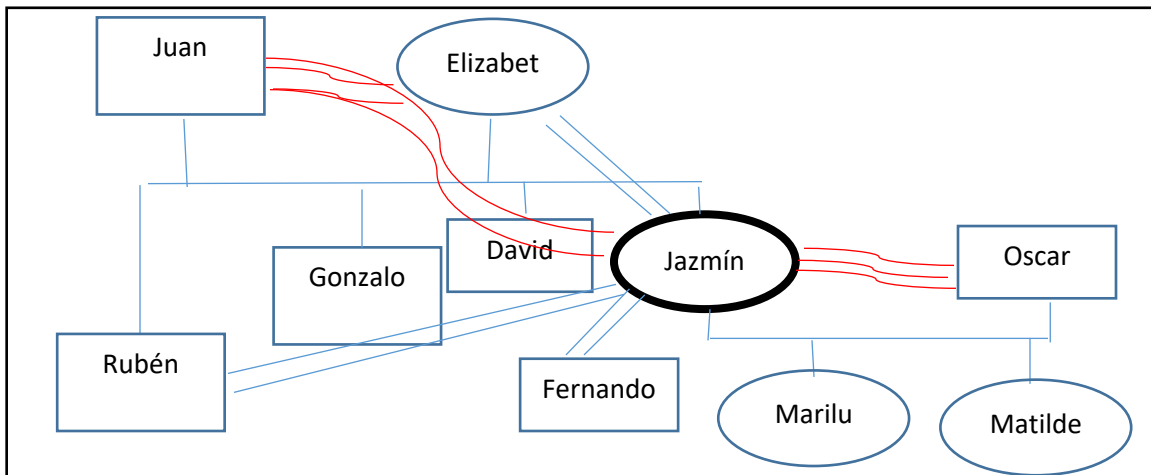 Juan
Elizabet
David
Jazmín
Oscar
Gonzalo
Rubén
Fernando
Marilu
Matilde